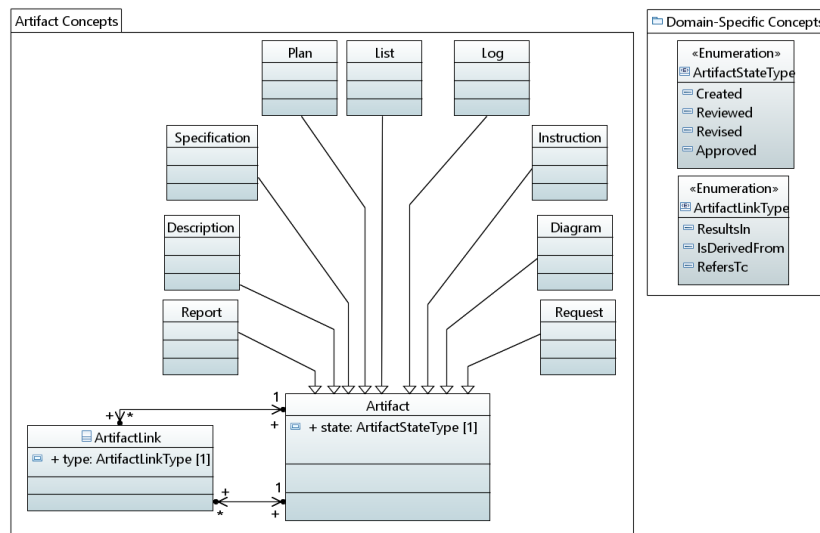 Artifact Concepts
Plan
List
Log
Specification
Instruction
Description
Diagram
Report
Request
1
Artifact
+ state: ArtifactStateType [1]
+
*
+
ArtifactLink
+ type: ArtifactLinkType [1]
+
1
*
+
Domain-Specific Concepts
«Enumeration»
ArtifactStateType
Created
Reviewed
Revised
Approved
«Enumeration»
ArtifactLinkType
ResultsIn
IsDerivedFrom
RefersTc